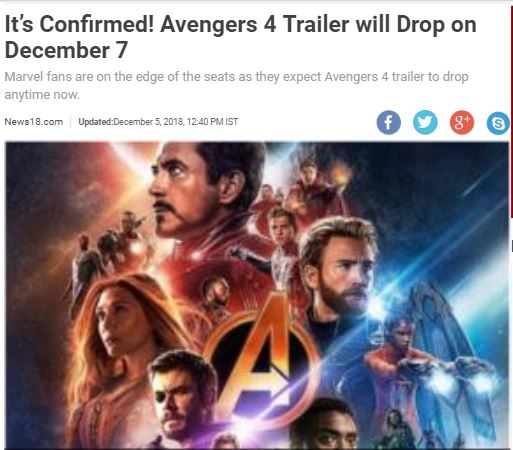 It’s Confirmed! Avengers 4 Trailer will Drop on
December 7
Marvel fans are on the edge of the seats as they expect Avengers 4 trailer to drop
anytime now.
News18.com | Updated:December 5, 2018, 12:40 PM IST